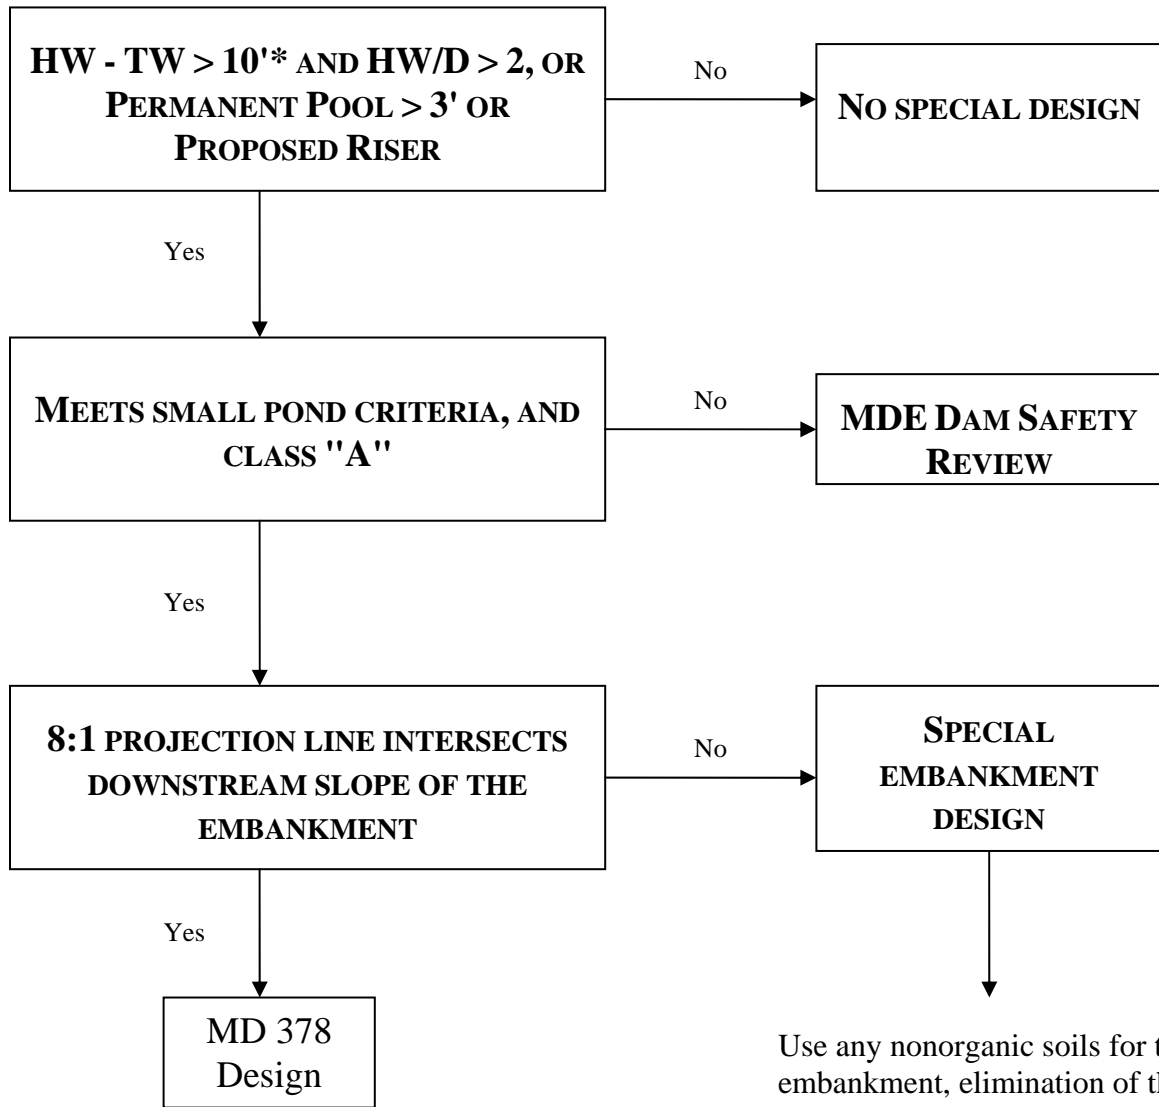 HW - TW > 10'* AND HW/D > 2, OR
PERMANENT POOL > 3' OR
PROPOSED RISER
No
NO SPECIAL DESIGN
Yes
MEETS SMALL POND CRITERIA, AND
CLASS "A"
No
MDE DAM SAFETY
REVIEW
Yes
8:1 PROJECTION LINE INTERSECTS
DOWNSTREAM SLOPE OF THE
EMBANKMENT
No
SPECIAL
EMBANKMENT
DESIGN
Yes
MD 378
Design
Use any nonorganic soils for
embankment, elimination of